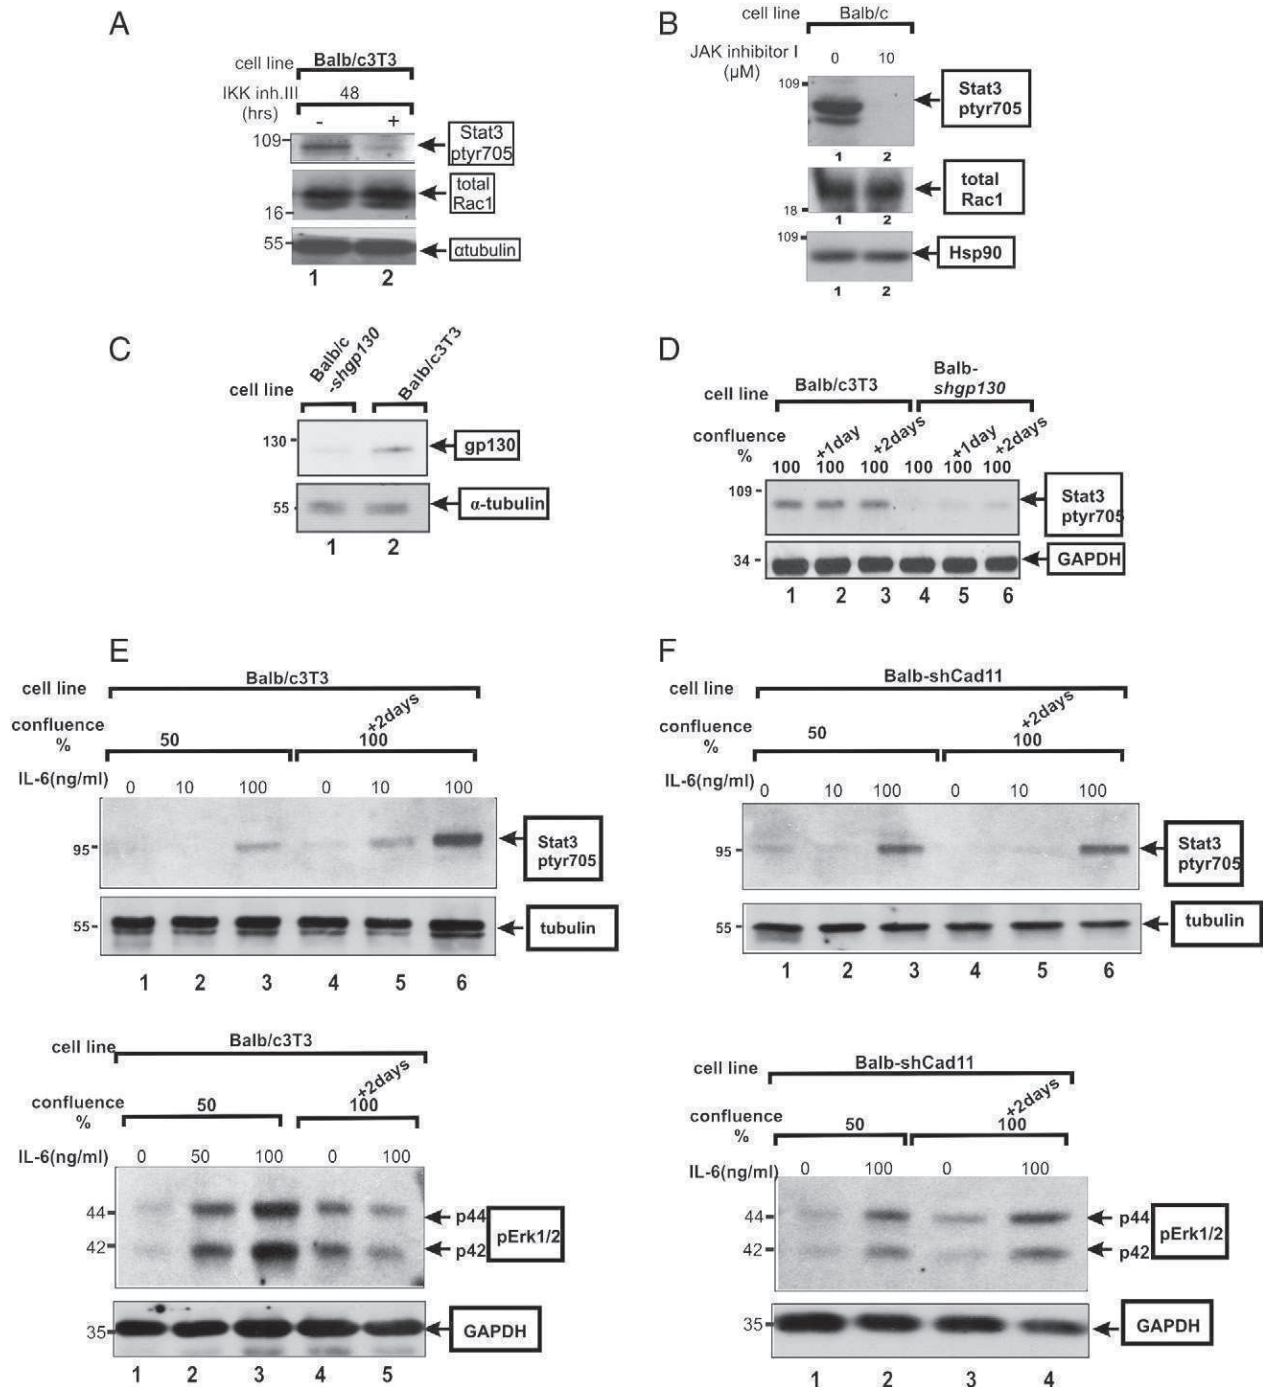 A
cell line Balb/c3T3
IKK inh.III 48
(hrs) - +
109
Stat3
ptyr705
total
Rac1
16
55
αtubulin
1 2
B
cell line Balb/c
JAK inhibitor I 0 10
(µM)
109
Stat3
ptyr705
1 2
total
Rac1
18
1 2
109
Hsp90
1 2
C
cell line Balb/c
-shgp130 Balb/c3T3
130 gp130
55 α-tubulin
1 2
D
cell line Balb/c3T3 Balb-
shgp130
confluence +1day +2days +1day +2days
% 100 100 100 100 100 100
109
Stat3
ptyr705
34 GAPDH
1 2 3 4 5 6
E
cell line Balb/c3T3
confluence +2days
% 50 100
IL-6(ng/ml) 0 10 100 0 10 100
95
Stat3
ptyr705
55 tubulin
1 2 3 4 5 6
cell line Balb/c3T3
confluence +2days
% 50 100
IL-6(ng/ml) 0 50 100 0 100
44 p44
pErk1/2
42 p42
35 GAPDH
1 2 3 4 5
F
cell line Balb-shCad11
confluence +2days
% 50 100
IL-6(ng/ml) 0 10 100 0 10 100
95
Stat3
ptyr705
55 tubulin
1 2 3 4 5 6
cell line Balb-shCad11
confluence +2days
% 50 100
IL-6(ng/ml) 0 100 0 100
44 p44
pErk1/2
42 p42
35 GAPDH
1 2 3 4